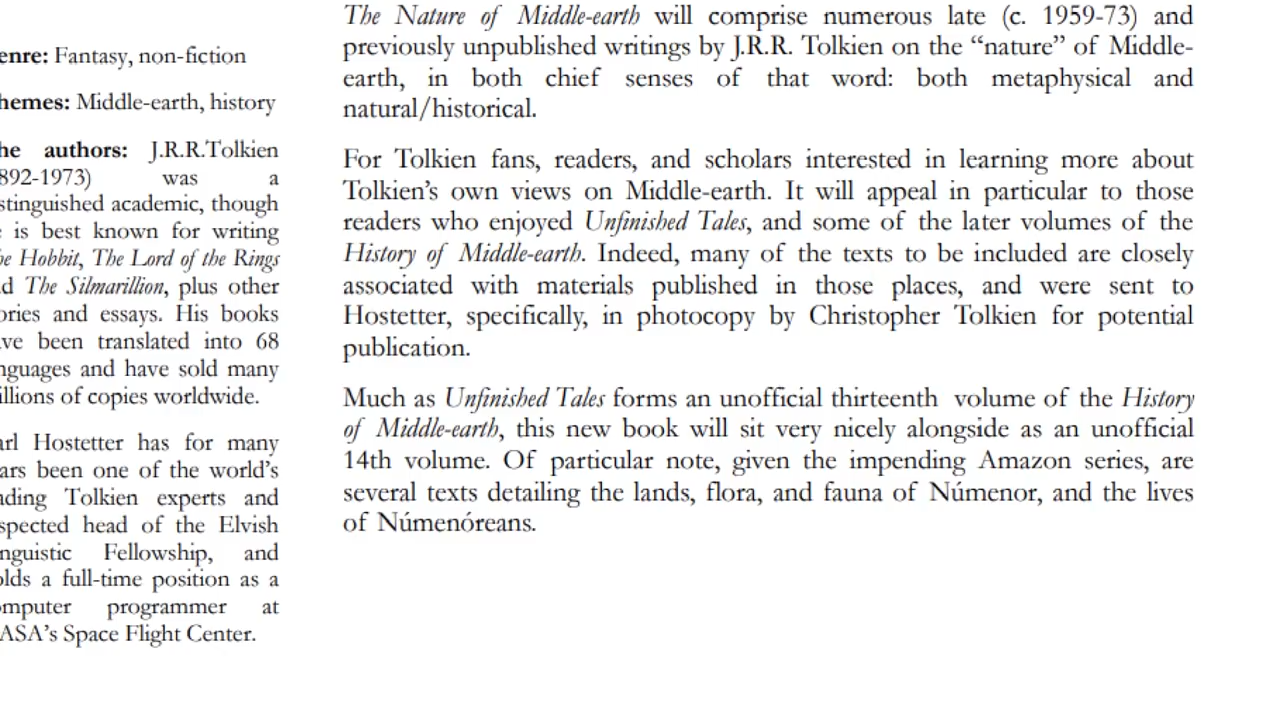 enre: Fantasy, non-fiction
hemes: Middle-earth, history
he authors: J.R.R.Tolkien
892-1973) was a
stinguished academic, though
e is best known for writing
he Hobbit, The Lord of the Rings
d The Silmarillion, plus other
ories and essays. His books
ve been translated into 68
nguages and have sold many
illions of copies worldwide.
arl Hostetter has for many
ars been one of the world's
ading Tolkien experts and
spected head of the Elvish
nguistic Fellowship, and
olds a full-time position as a
omputer programmer at
ASA's Space Flight Center.
The Nature of Middle-earth will comprise numerous late (c. 1959-73) and
previously unpublished writings by J.R.R. Tolkien on the “nature” of Middle-
earth, in both chief senses of that word: both metaphysical and
natural/historical.
For Tolkien fans, readers, and scholars interested in learning more about
Tolkien's own views on Middle-earth. It will appeal in particular to those
readers who enjoyed Unfinished Tales, and some of the later volumes of the
History of Middle-earth. Indeed, many of the texts to be included are closely
associated with materials published in those places, and were sent to
Hostetter, specifically, in photocopy by Christopher Tolkien for potential
publication.
Much as Unfinished Tales forms an unofficial thirteenth volume of the History
of Middle-earth, this new book will sit very nicely alongside as an unofficial
14th volume. Of particular note, given the impending Amazon series, are
several texts detailing the lands, flora, and fauna of Númenor, and the lives
of Númenóreans.